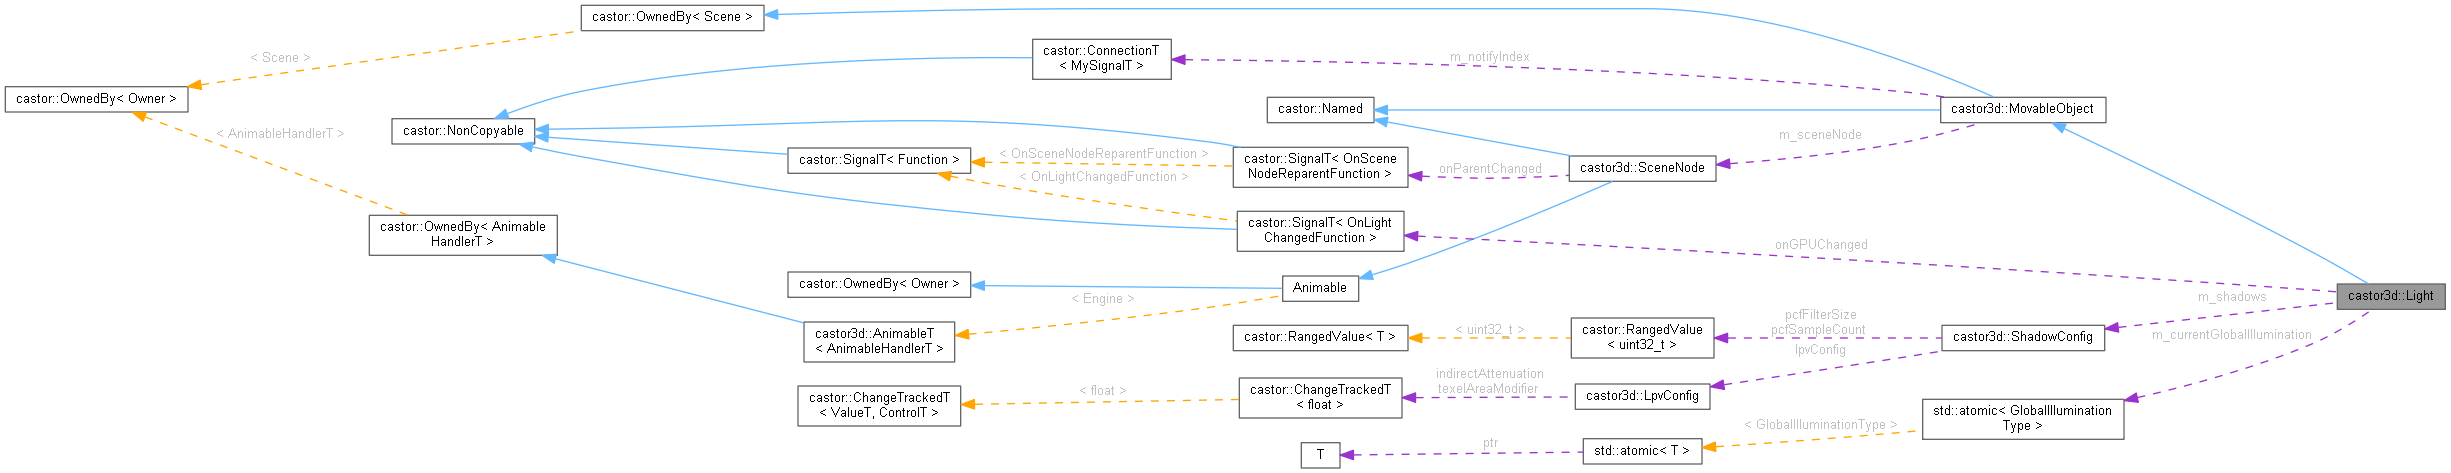 castor::OwnedBy< Scene >
< Scene >
castor::OwnedBy< Owner >
castor::ConnectionT
< MySignalT >
m_notifyIndex
castor::Named
castor3d::MovableObject
castor::NonCopyable
< AnimableHandlerT >
m_sceneNode
castor::SignalT< Function >
< OnSceneNodeReparentFunction >
castor::SignalT< OnScene
NodeReparentFunction >
onParentChanged
castor3d::SceneNode
< OnLightChangedFunction >
castor::OwnedBy< Animable
HandlerT >
castor::SignalT< OnLight
ChangedFunction >
onGPUChanged
castor::OwnedBy< Owner >
Animable
< Engine >
castor3d::Light
m_shadows
castor3d::AnimableT
< AnimableHandlerT >
castor::RangedValue< T >
< uint32_t >
castor::RangedValue
< uint32_t >
pcfFilterSize
pcfSampleCount
castor3d::ShadowConfig
m_currentGlobalIllumination
lpvConfig
castor::ChangeTrackedT
< ValueT, ControlT >
< float >
castor::ChangeTrackedT
< float >
indirectAttenuation
texelAreaModifier
castor3d::LpvConfig
std::atomic< GlobalIllumination
Type >
< GlobalIlluminationType >
T
ptr
std::atomic< T >